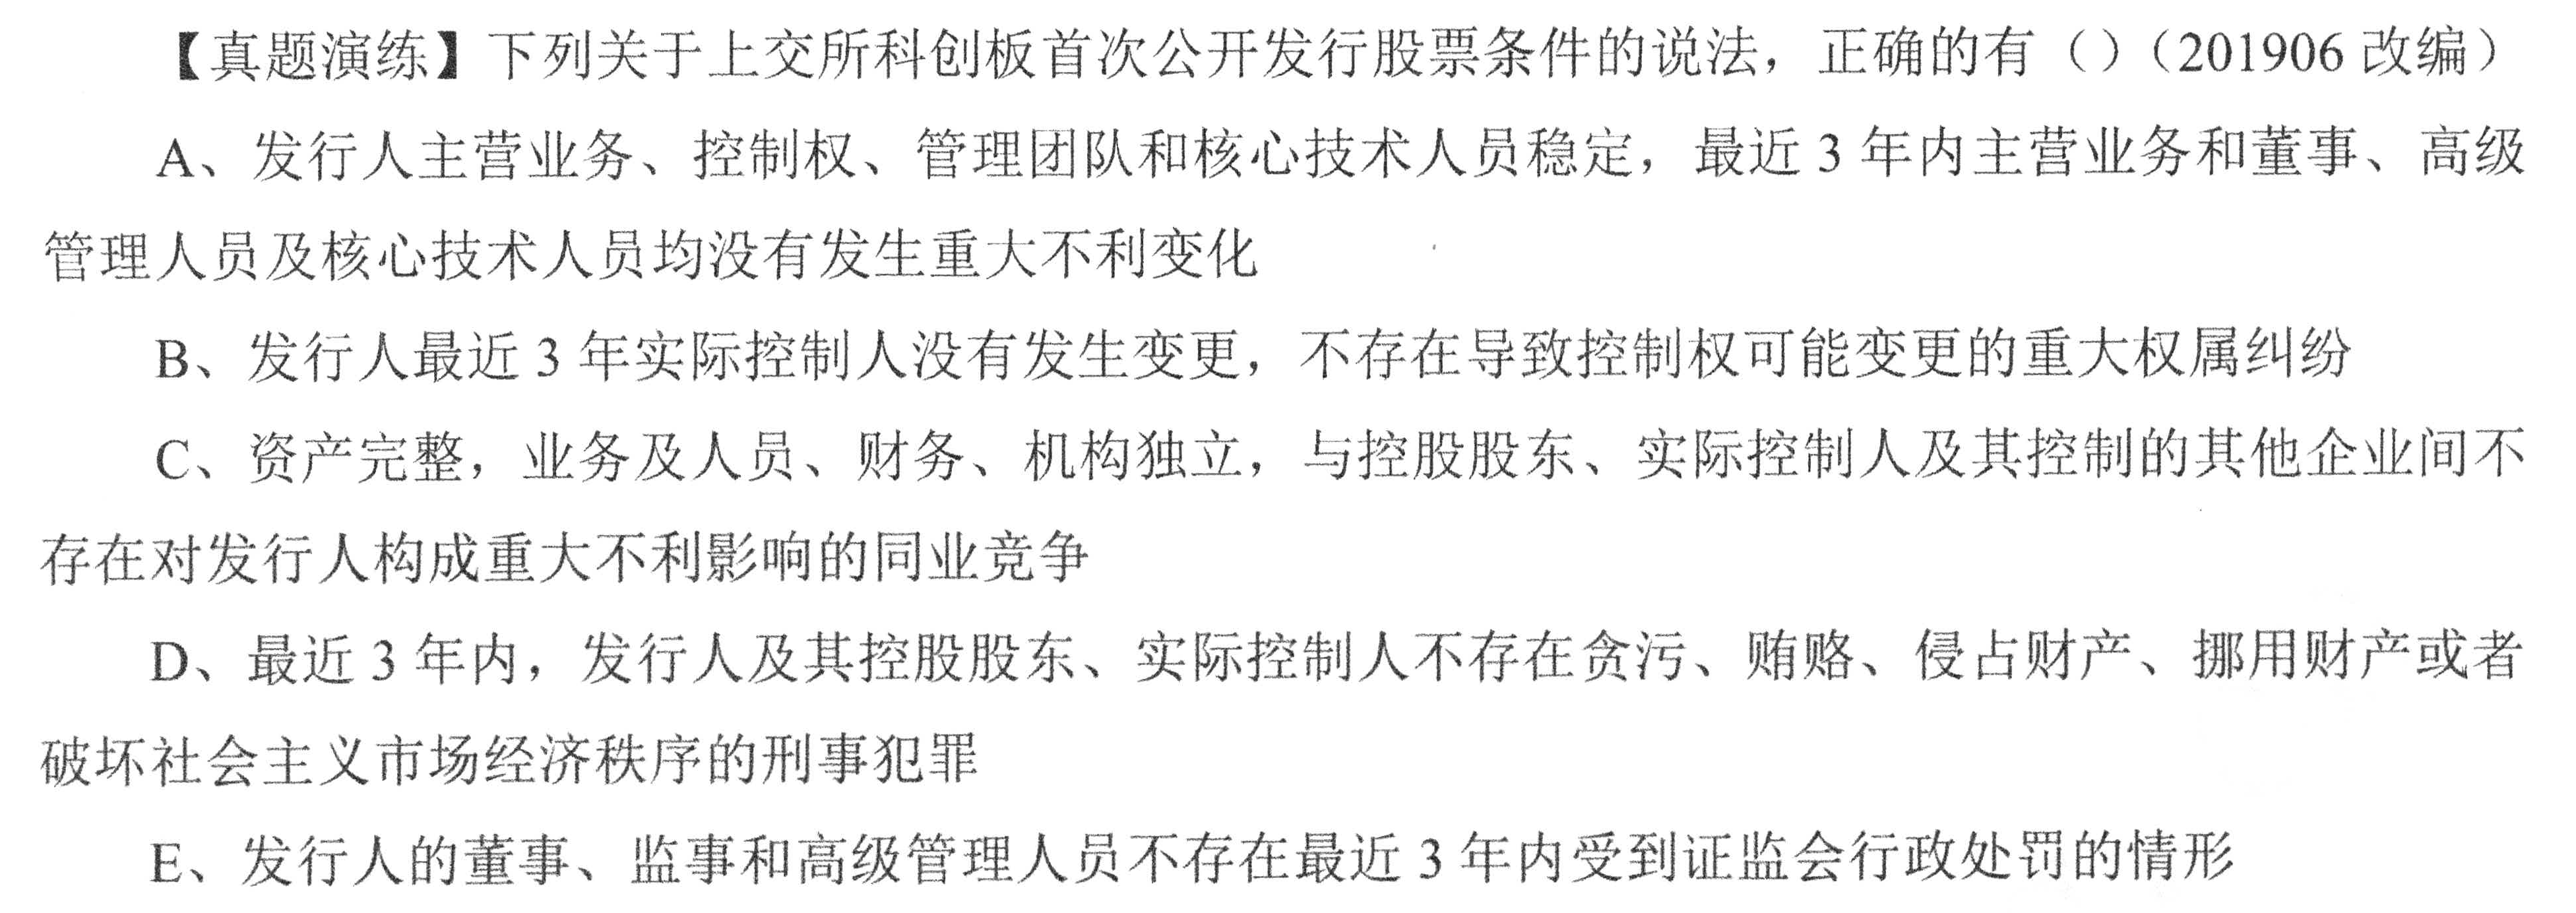 【真题演练】下列关于上交所科创板首次公开发行股票条件的说法，正确的有（）（201906 改编）
A、发行人主营业务、控制权、管理团队和核心技术人员稳定，最近 3 年内主营业务和董事、高级
管理人员及核心技术人员均没有发生重大不利变化
B、发行人最近 3 年实际控制人没有发生变更，不存在导致控制权可能变更的重大权属纠纷
C、资产完整，业务及人员、财务、机构独立，与控股股东、实际控制人及其控制的其他企业间不
存在对发行人构成重大不利影响的同业竞争
D、最近 3 年内，发行人及其控股股东、实际控制人不存在贪污、贿赂、侵占财产、挪用财产或者
破坏社会主义市场经济秩序的刑事犯罪
E、发行人的董事、监事和高级管理人员不存在最近 3 年内受到证监会行政处罚的情形